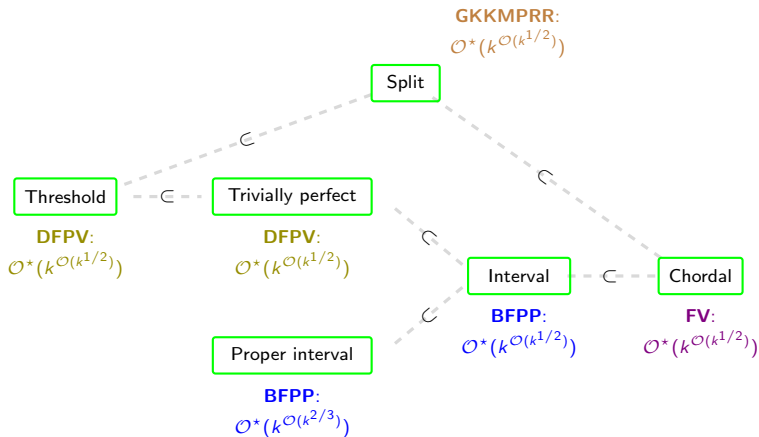 GKKMPRR:
𝒪⋆(k^𝒪(k^1/2))
Split
⊂
⊂
Threshold
⊂
Trivially perfect
DFPV:
𝒪⋆(k^𝒪(k^1/2))
DFPV:
𝒪⋆(k^𝒪(k^1/2))
⊂
Interval
⊂
Chordal
BFPP:
𝒪⋆(k^𝒪(k^1/2))
FV:
𝒪⋆(k^𝒪(k^1/2))
⊂
Proper interval
BFPP:
𝒪⋆(k^𝒪(k^2/3))